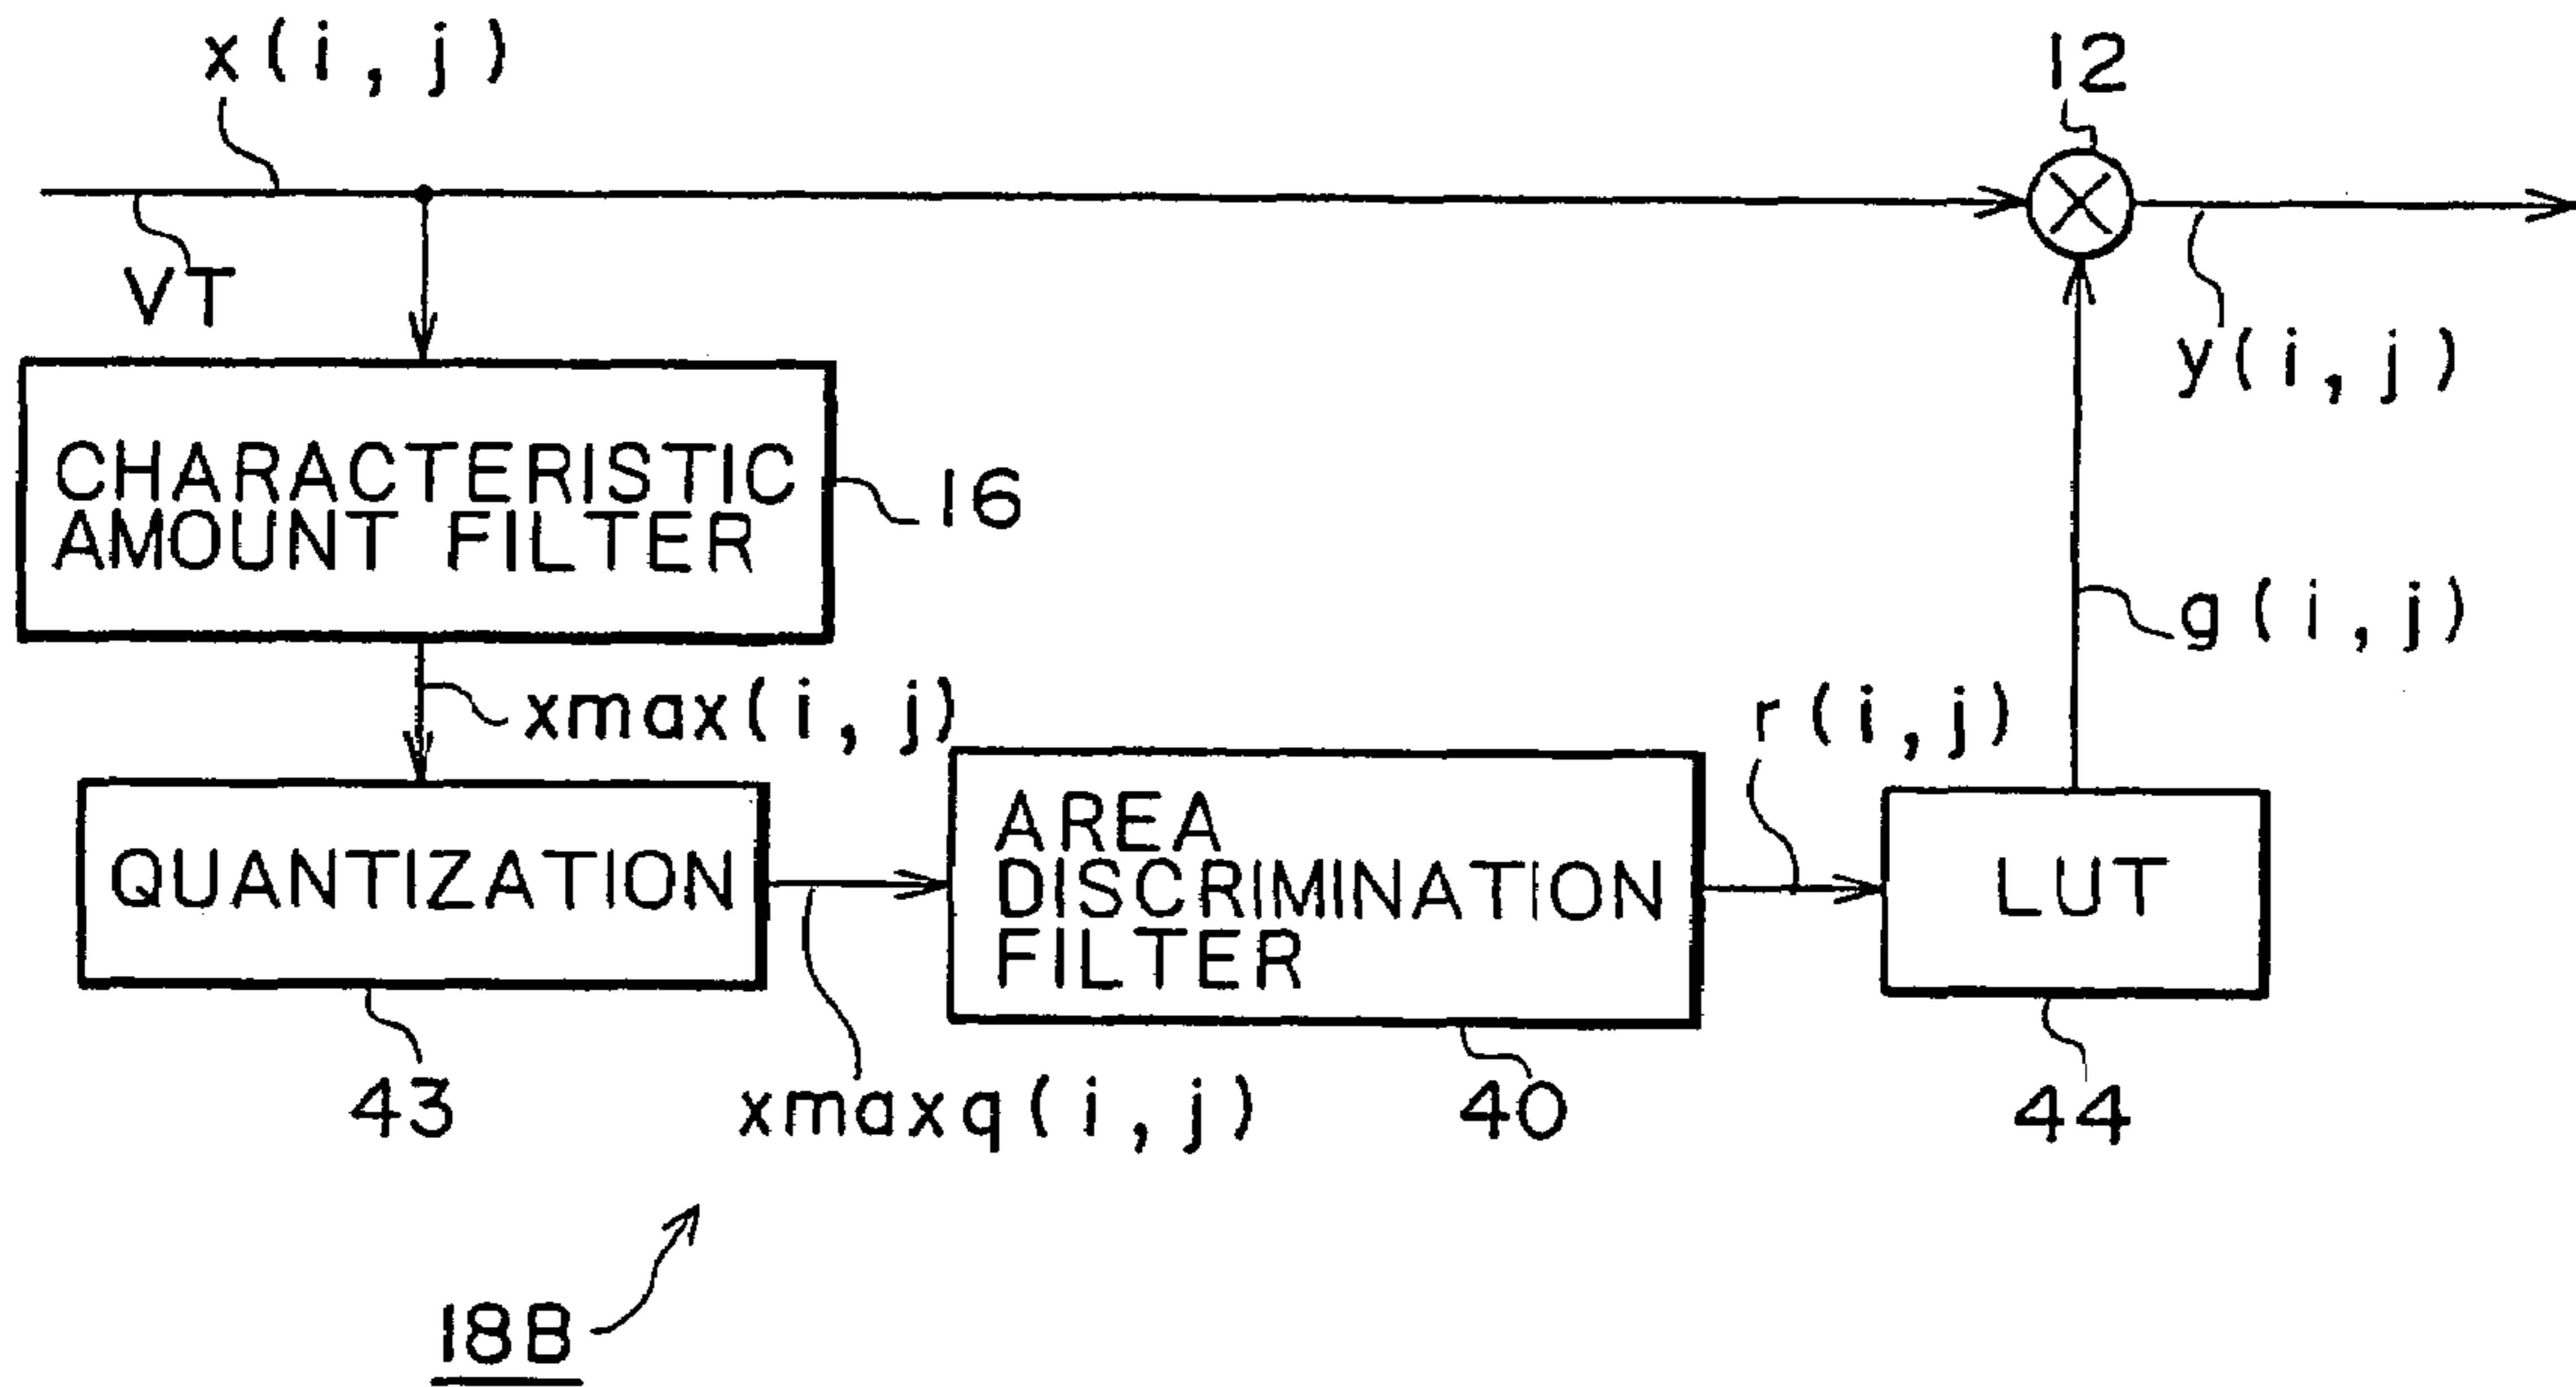 x(i, j)
12
VT
y(i, j)
CHARACTERISTIC
AMOUNT FILTER
16
g(i, j)
xmax(i, j)
r(i, j)
QUANTIZATION
AREA
DISCRIMINATION
FILTER
LUT
43
xmaxq(i, j)
40
44
18B